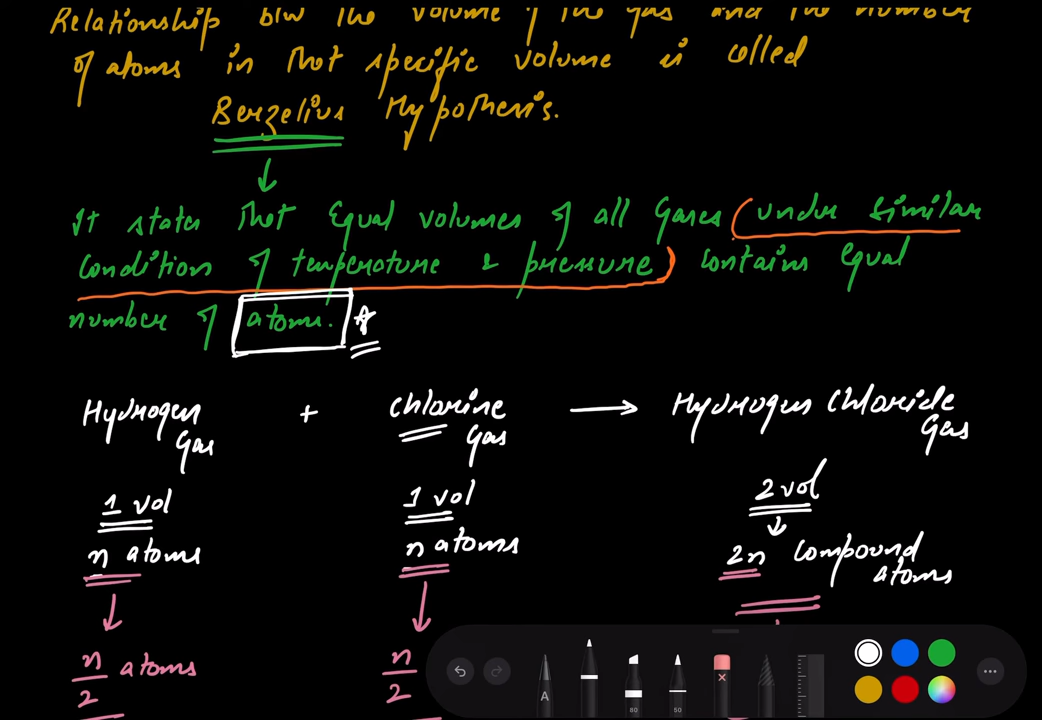 Relationship b/w the volume of the gas and the number
of atoms in that specific volume is called
Berzelius Hypothesis.
It states that Equal volumes of all Gases (under similar
condition of temperature & pressure) contains equal
number of atoms.
Hydrogen Gas + Chlorine Gas → Hydrogen Chloride Gas
1 vol 1 vol 2 vol
n atoms n atoms 2n compound atoms
n/2 atoms n/2
A 80 50